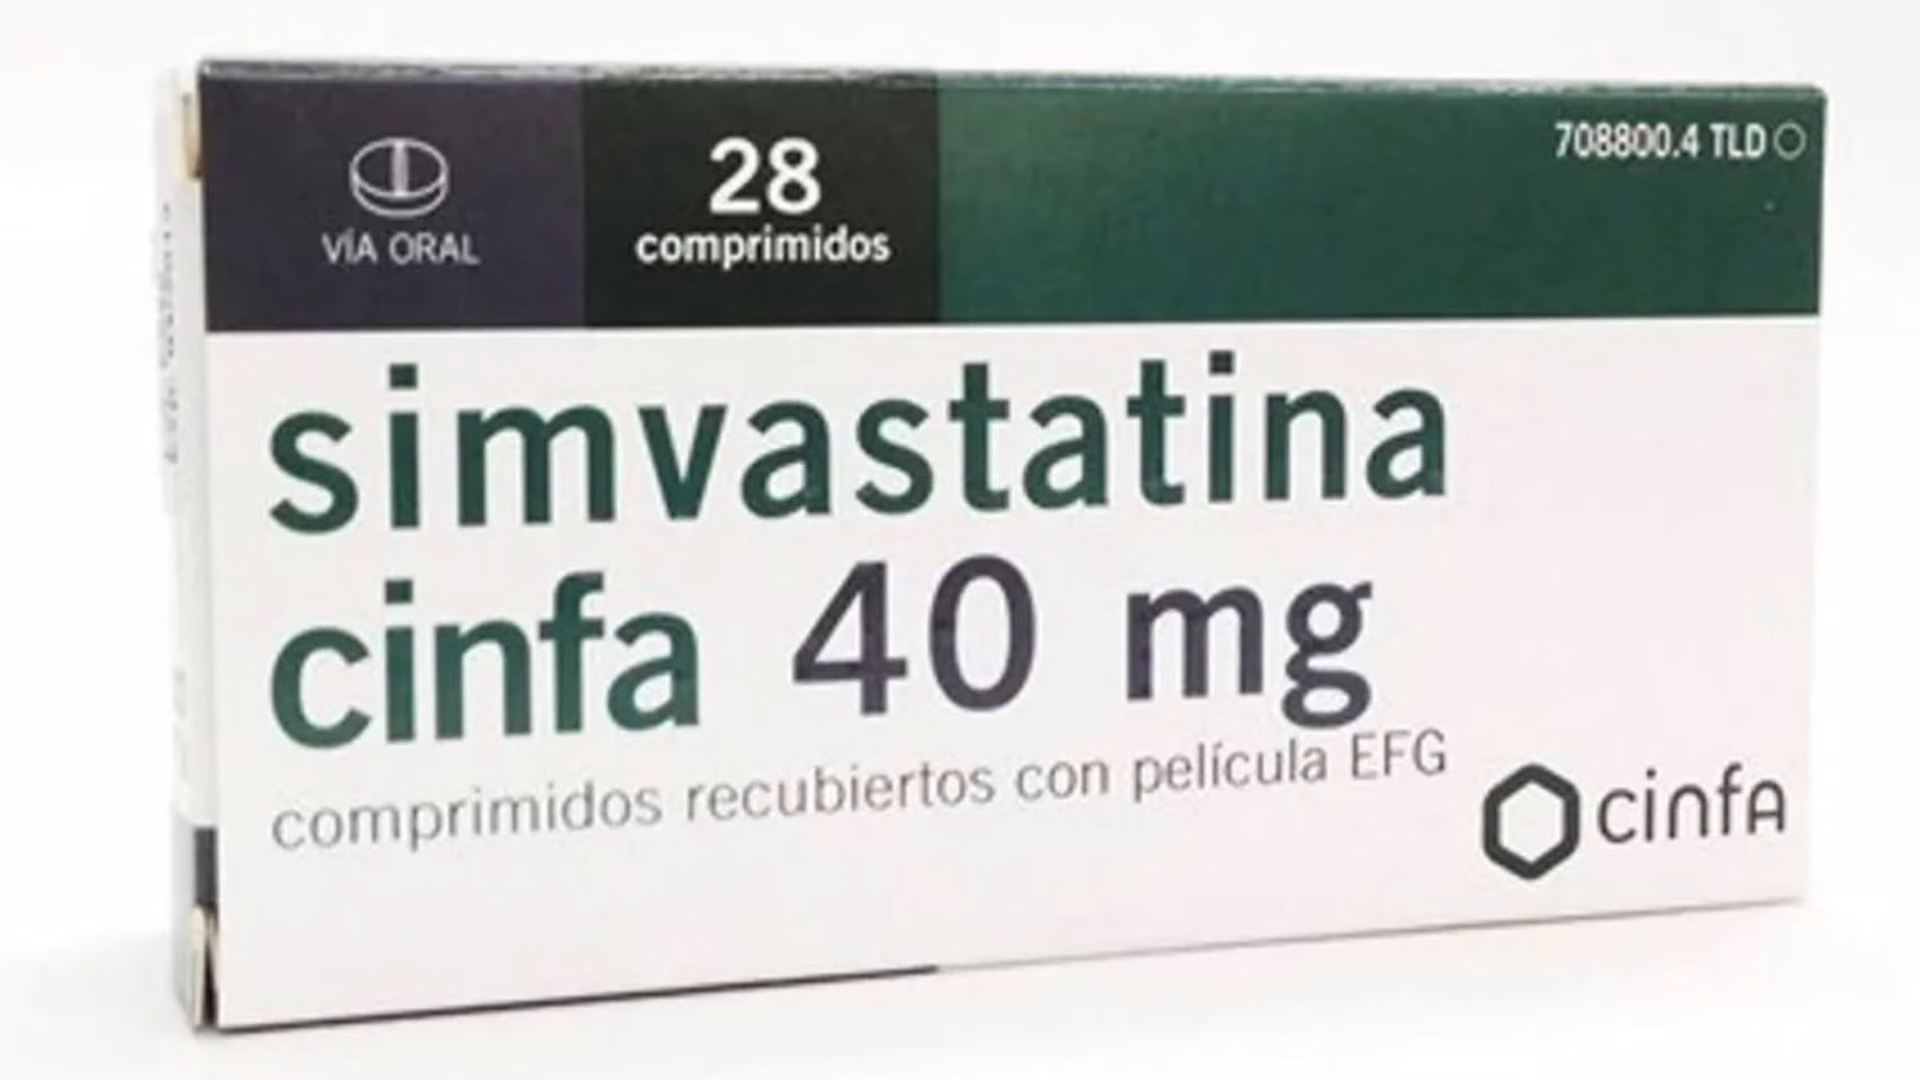 VÍA ORAL
28
comprimidos
708800.4 TLD
simvastatina
cinfa 40 mg
comprimidos recubiertos con película EFG
cinfa